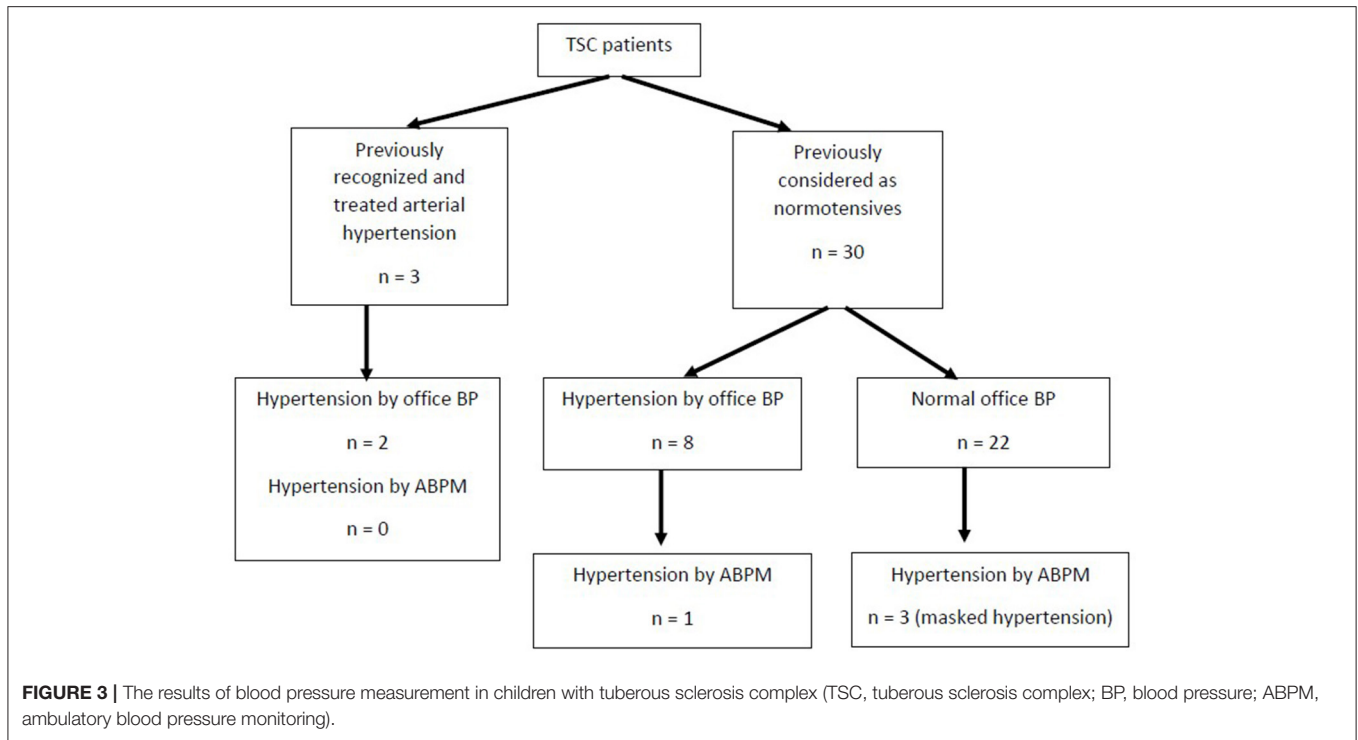 TSC patients
Previously
recognized and
treated arterial
hypertension
n = 3
Previously
considered as
normotensives
n = 30
Hypertension by office BP
n = 2
Hypertension by ABPM
n = 0
Hypertension by office BP
n = 8
Normal office BP
n = 22
Hypertension by ABPM
n = 1
Hypertension by ABPM
n = 3 (masked hypertension)
FIGURE 3 | The results of blood pressure measurement in children with tuberous sclerosis complex (TSC, tuberous sclerosis complex; BP, blood pressure; ABPM,
ambulatory blood pressure monitoring).